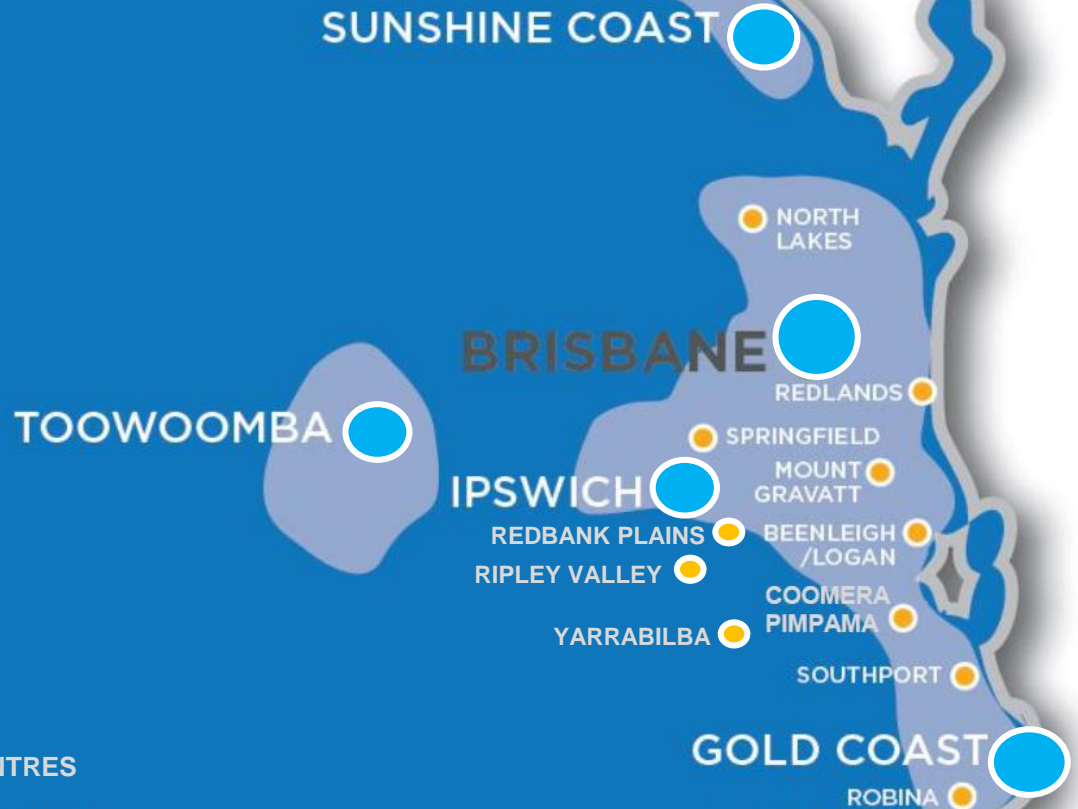 SUNSHINE COAST
NORTH
LAKES
BRISBANE
REDLANDS
TOOWOOMBA
SPRINGFIELD
MOUNT
GRAVATT
IPSWICH
REDBANK PLAINS
BEENLEIGH
/LOGAN
RIPLEY VALLEY
COOMERA
PIMPAMA
YARRABILBA
SOUTHPORT
GOLD COAST
NTRES
ROBINA